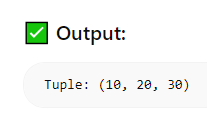 ✅ Output:
Tuple: (10, 20, 30)